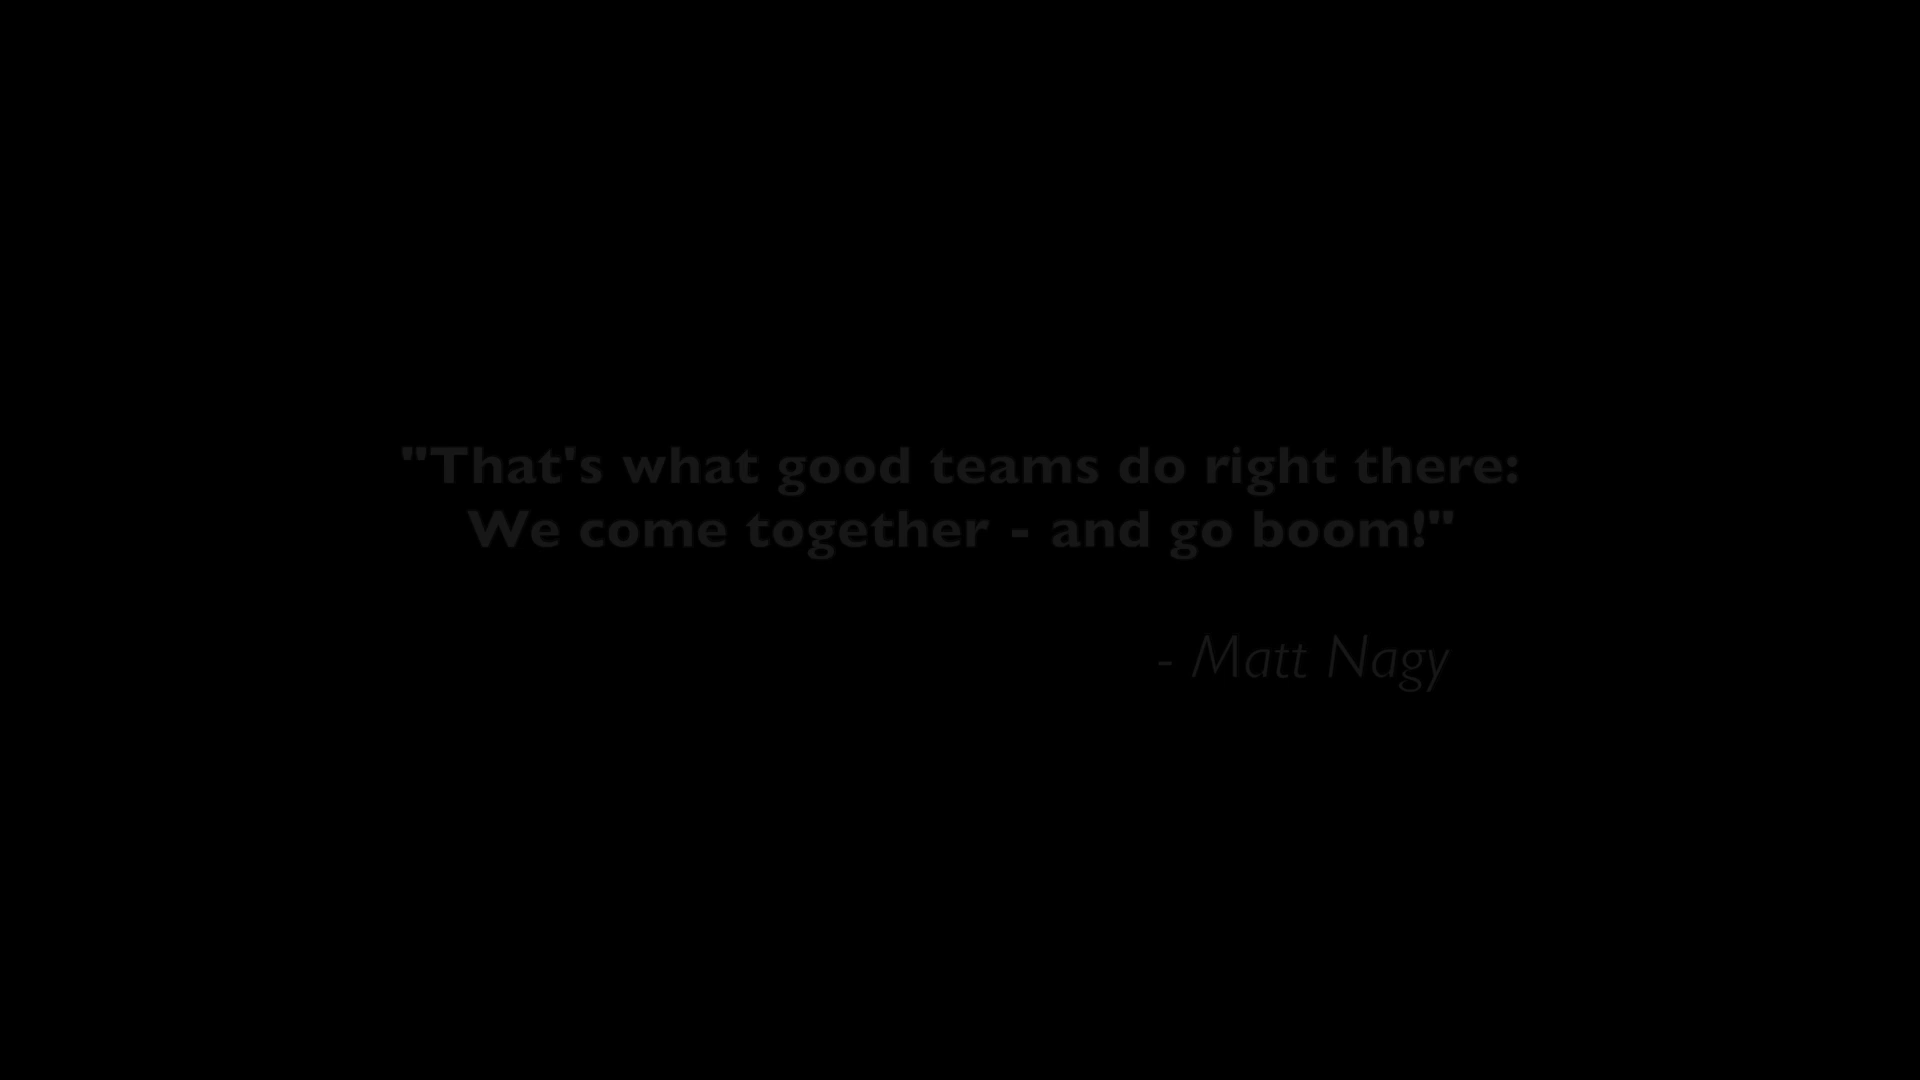 "That's what good teams do right there:
We come together - and go boom!"
- Matt Nagy